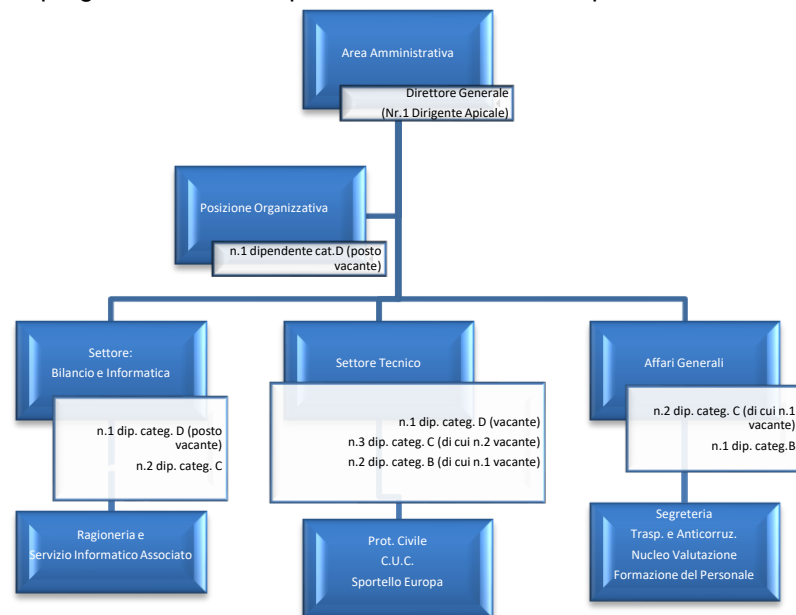 Area Amministrativa
Direttore Generale
(Nr.1 Dirigente Apicale)
Posizione Organizzativa
n.1 dipendente cat.D (posto
vacante)
Settore:
Bilancio e Informatica
n.1 dip. categ. D (posto
vacante)
n.2 dip. categ. C
Settore Tecnico
n.1 dip. categ. D (vacante)
n.3 dip. categ. C (di cui n.2 vacante)
n.2 dip. categ. B (di cui n.1 vacante)
Affari Generali
n.2 dip. categ. C (di cui n.1
vacante)
n.1 dip. categ.B
Ragioneria e
Servizio Informatico Associato
Prot. Civile
C.U.C.
Sportello Europa
Segreteria
Trasp. e Anticorruz.
Nucleo Valutazione
Formazione del Personale